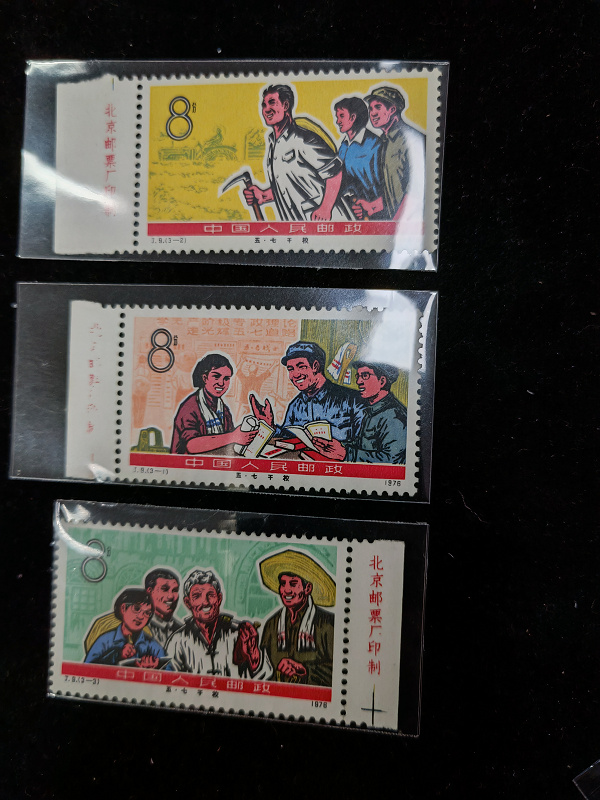 北京邮票厂印制
8分
中国人民邮政
J.9.(3-2)
五·七干校
8分
中国人民邮政
J.9.(3-1)
五·七干校
1976
8分
北京邮票厂印制
中国人民邮政
J.9.(3-3)
五·七干校
1976